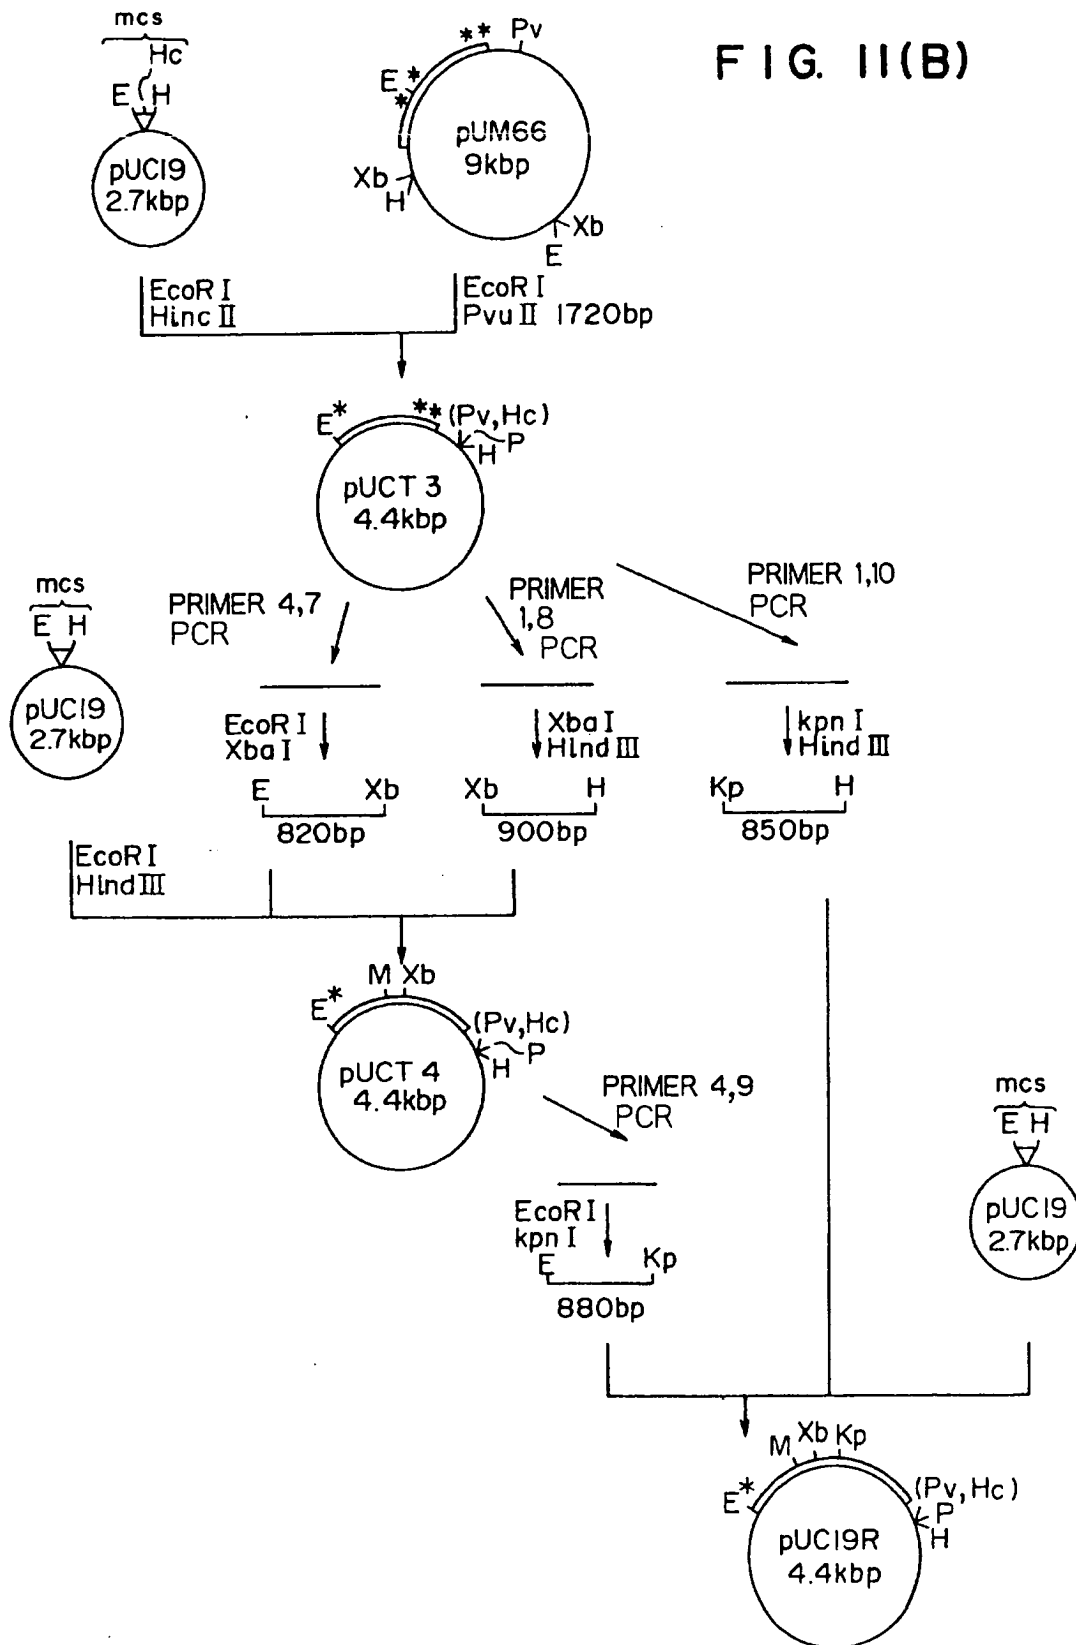 FIG. 11(B)
mcs
Hc
E H
pUC19
2.7kbp
** Pv
E *
*
pUM66
9kbp
Xb
H
Xb
E
EcoR I
Hinc II
EcoR I
Pvu II 1720bp
E* ** (Pv,Hc)
H P
pUCT 3
4.4kbp
mcs
E H
pUC19
2.7kbp
PRIMER 4,7
PCR
PRIMER
1,8
PCR
PRIMER 1,10
PCR
EcoR I
Xba I
Xba I
Hind III
kpn I
Hind III
E Xb
820bp
Xb H
900bp
Kp H
850bp
EcoR I
Hind III
M Xb
E* (Pv,Hc)
H P
pUCT 4
4.4kbp
PRIMER 4,9
PCR
mcs
E H
pUC19
2.7kbp
EcoR I
kpn I
E Kp
880bp
M Xb Kp
E* (Pv,Hc)
P
H
pUC19R
4.4kbp